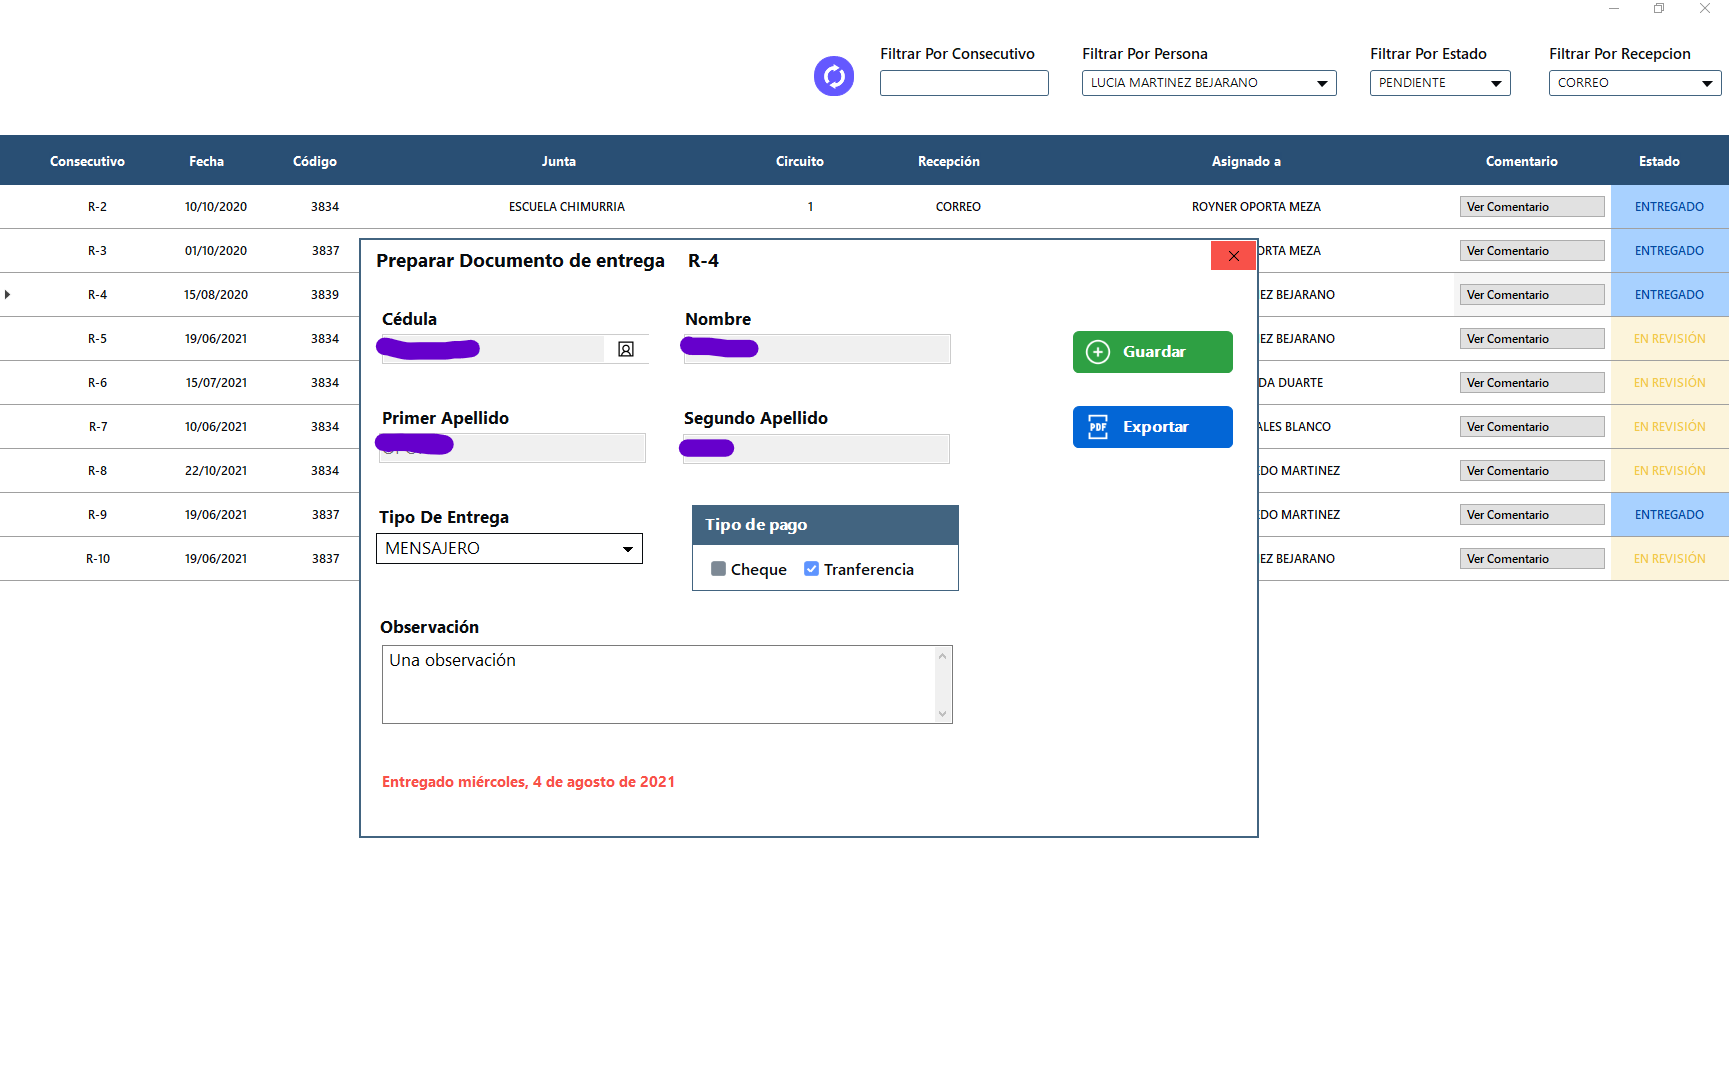 Filtrar Por Consecutivo Filtrar Por Persona Filtrar Por Estado Filtrar Por Recepcion
LUCIA MARTINEZ BEJARANO PENDIENTE CORREO
Consecutivo Fecha Código Junta Circuito Recepción Asignado a Comentario Estado
R-2 10/10/2020 3834 ESCUELA CHIMURRIA 1 CORREO ROYNER OPORTA MEZA Ver Comentario ENTREGADO
R-3 01/10/2020 3837 ORTA MEZA Ver Comentario ENTREGADO
R-4 15/08/2020 3839 EZ BEJARANO Ver Comentario ENTREGADO
R-5 19/06/2021 3834 EZ BEJARANO Ver Comentario EN REVISIÓN
R-6 15/07/2021 3834 DA DUARTE Ver Comentario EN REVISIÓN
R-7 10/06/2021 3834 ALES BLANCO Ver Comentario EN REVISIÓN
R-8 22/10/2021 3834 EDO MARTINEZ Ver Comentario EN REVISIÓN
R-9 19/06/2021 3837 EDO MARTINEZ Ver Comentario ENTREGADO
R-10 19/06/2021 3837 EZ BEJARANO Ver Comentario EN REVISIÓN
Preparar Documento de entrega R-4
Cédula Nombre
Guardar
Primer Apellido Segundo Apellido
PDF Exportar
Tipo De Entrega Tipo de pago
MENSAJERO
Cheque Tranferencia
Observación
Una observación
Entregado miércoles, 4 de agosto de 2021